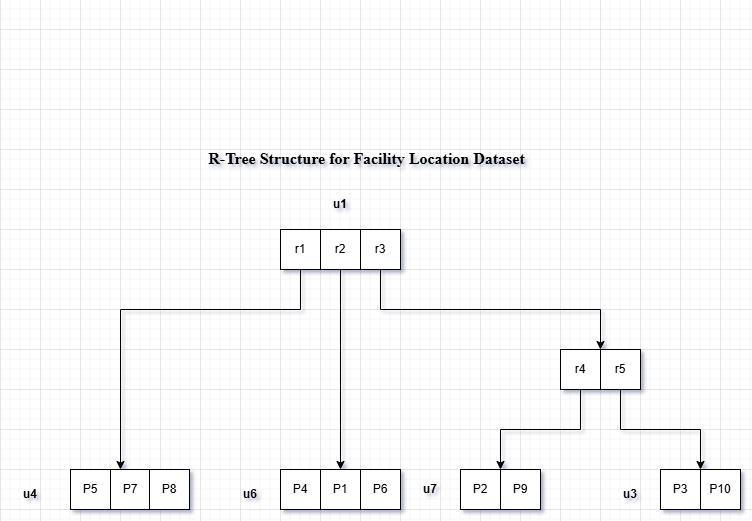 R-Tree Structure for Facility Location Dataset
u1
r1 r2 r3
r4 r5
u4 P5 P7 P8 u6 P4 P1 P6 u7 P2 P9 u3 P3 P10